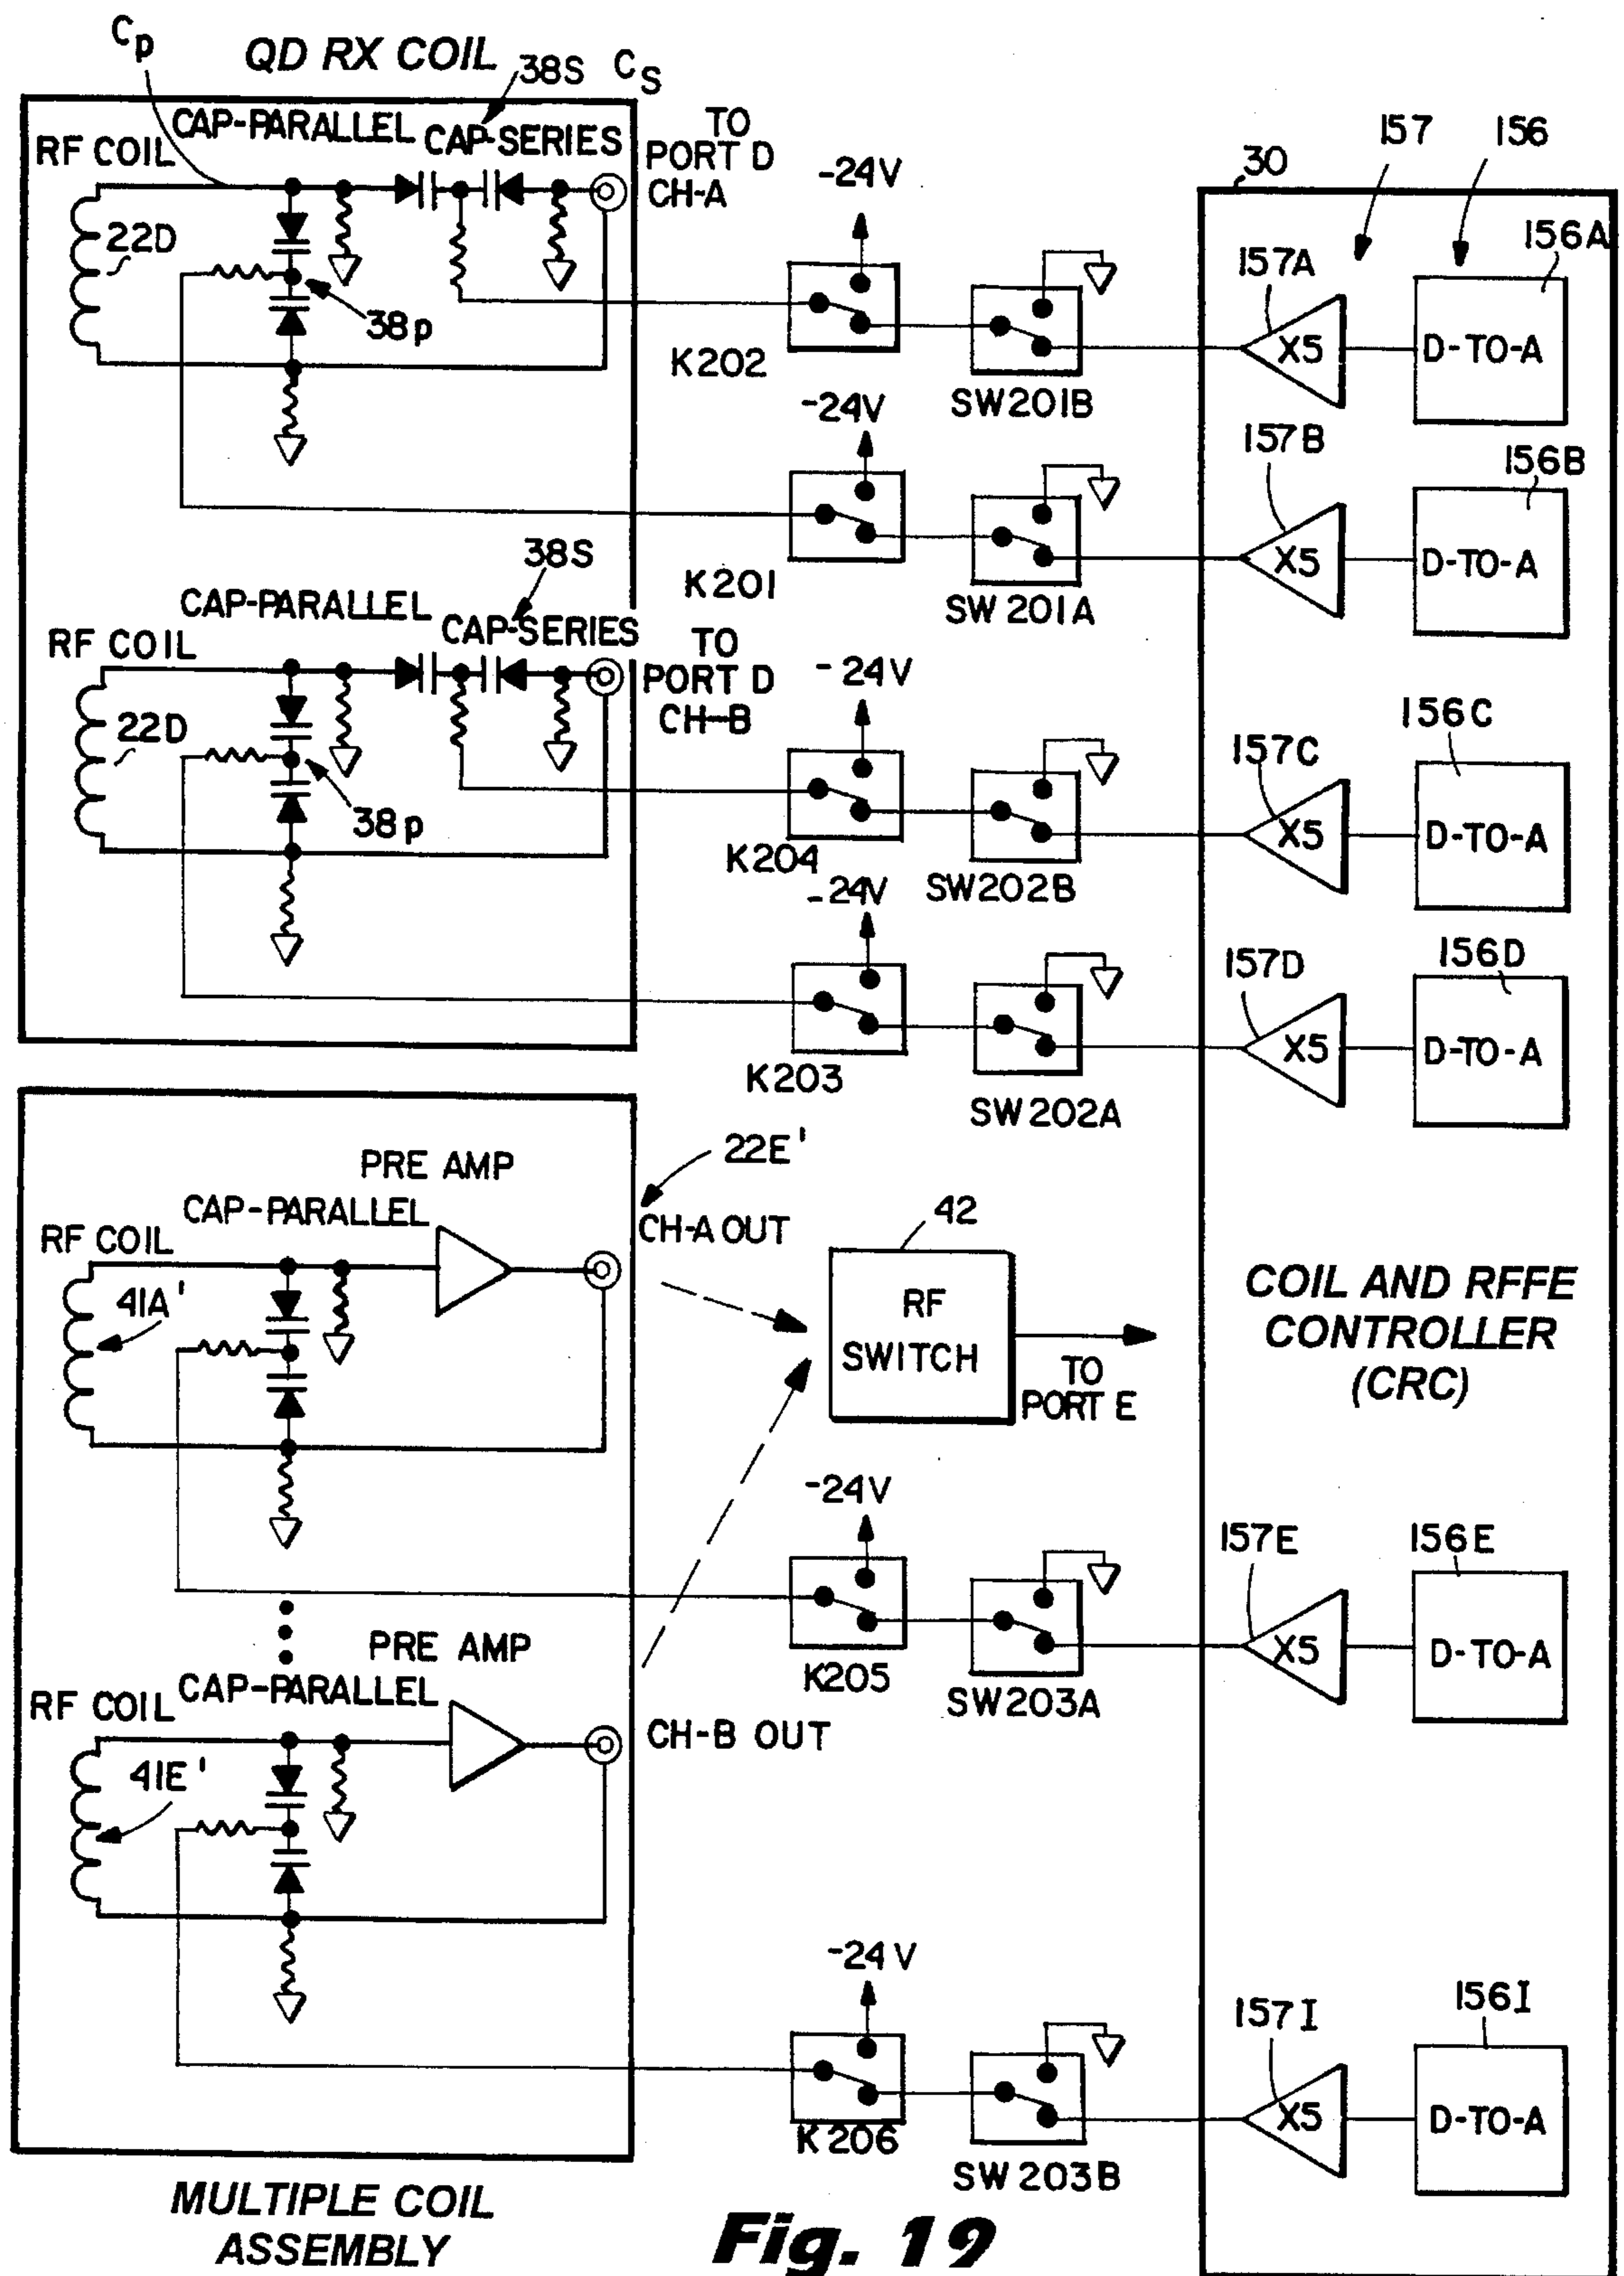 Cp
QD RX COIL
38S
CS
CAP-PARALLEL
CAP-SERIES
RF COIL
TO
PORT D
CH-A
22D
38p
-24V
K202
SW201B
-24V
K201
SW201A
30
157
156
157A
X5
156A
D-TO-A
157B
X5
156B
D-TO-A
38S
CAP-PARALLEL
CAP-SERIES
RF COIL
TO
PORT D
CH-B
22D
38p
-24V
K204
SW202B
-24V
K203
SW202A
157C
X5
156C
D-TO-A
157D
X5
156D
D-TO-A
22E'
PRE AMP
CAP-PARALLEL
RF COIL
CH-A OUT
41A'
42
RF
SWITCH
TO
PORT E
COIL AND RFFE
CONTROLLER
(CRC)
-24V
K205
SW203A
157E
X5
156E
D-TO-A
PRE AMP
CAP-PARALLEL
RF COIL
CH-B OUT
41E'
-24V
K206
SW203B
157I
X5
156I
D-TO-A
MULTIPLE COIL
ASSEMBLY
Fig. 19